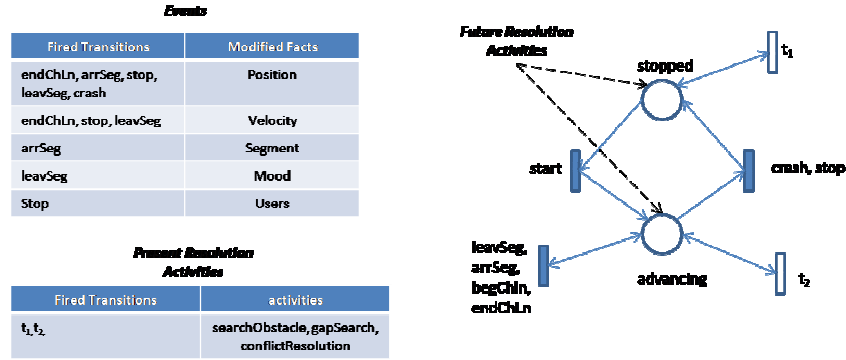 Events
Fired Transitions Modified Facts
endChLn, arrSeg, stop, Position
leavSeg, crash
endChLn, stop, leavSeg Velocity
arrSeg Segment
leavSeg Mood
Stop Users
Present Resolution
Activities
Fired Transitions activities
t1,t2, searchObstacle, gapSearch,
conflictResolution
Future Resolution
Activities
stopped
t1
start
crash, stop
leavSeg,
arrSeg,
begChln,
endChLn
advancing
t2